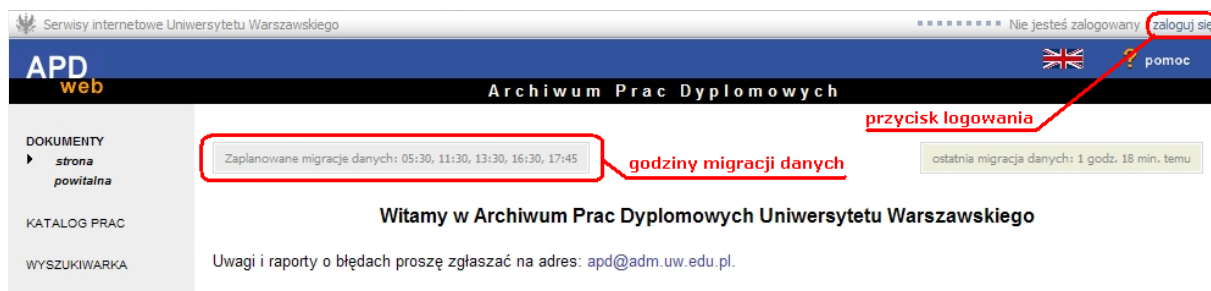 Serwisy internetowe Uniwersytetu Warszawskiego
Nie jesteś zalogowany
zaloguj się
APD
web
? pomoc
Archiwum Prac Dyplomowych
przycisk logowania
DOKUMENTY
strona
powitalna
Zaplanowane migracje danych: 05:30, 11:30, 13:30, 16:30, 17:45
godziny migracji danych
ostatnia migracja danych: 1 godz. 18 min. temu
KATALOG PRAC
Witamy w Archiwum Prac Dyplomowych Uniwersytetu Warszawskiego
WYSZUKIWARKA
Uwagi i raporty o błędach proszę zgłaszać na adres: apd@adm.uw.edu.pl.